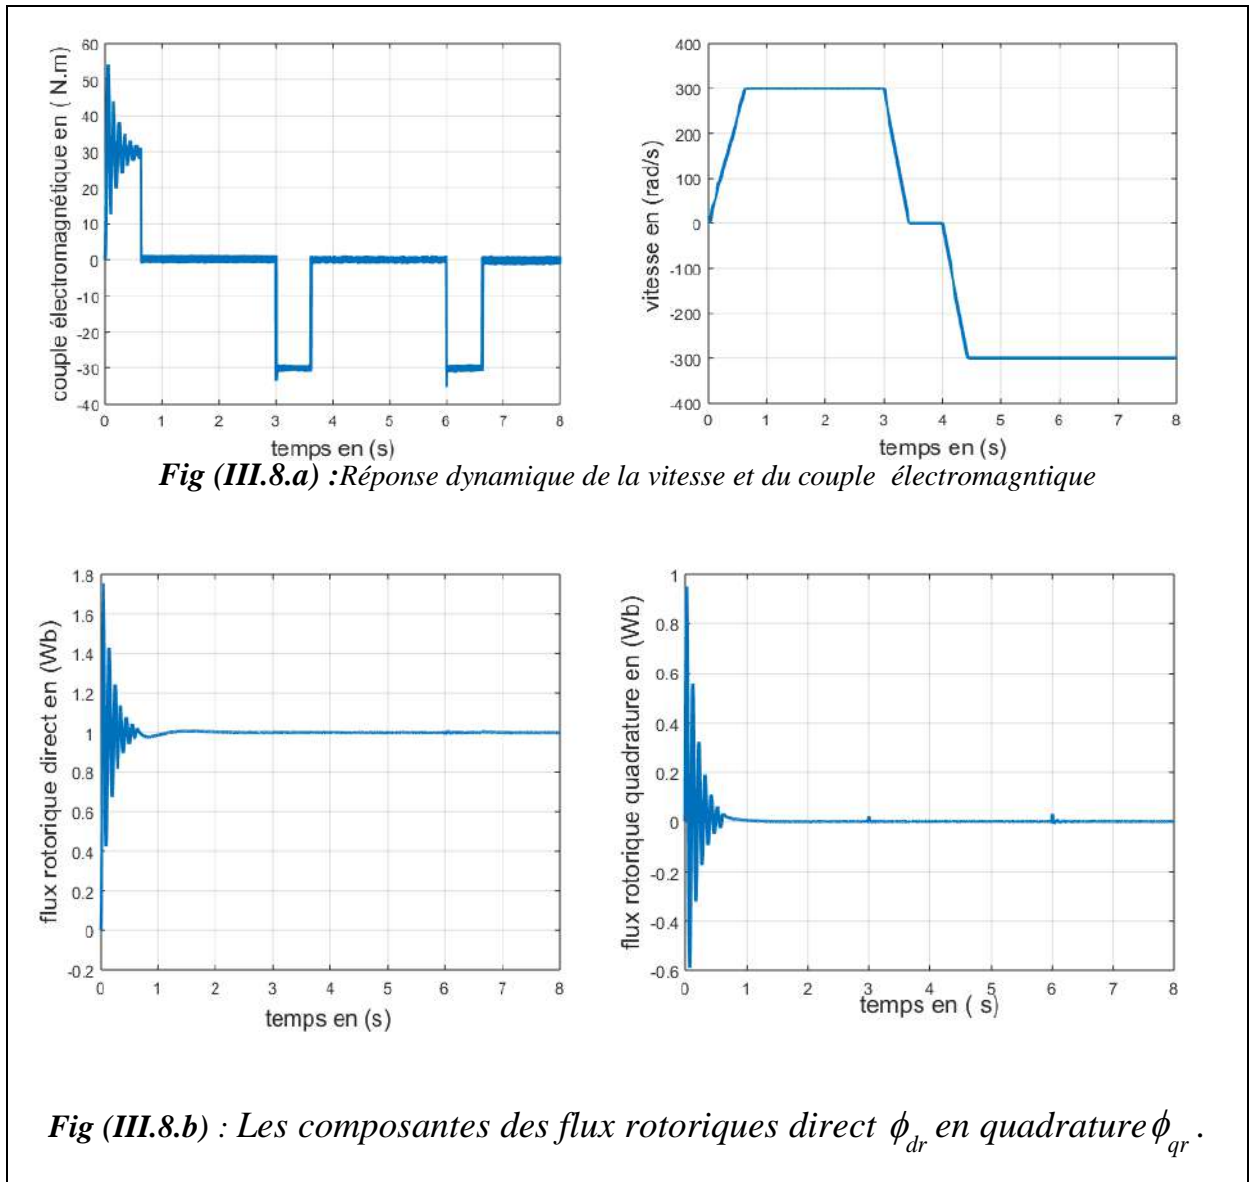 60
50
40
30
20
10
0
-10
-20
-30
-40
0 1 2 3 4 5 6 7 8
couple électromagnétique en ( N.m)
temps en (s)
400
300
200
100
0
-100
-200
-300
-400
0 1 2 3 4 5 6 7 8
vitesse en (rad/s)
temps en (s)
Fig (III.8.a) :Réponse dynamique de la vitesse et du couple électromagntique
1.8
1.6
1.4
1.2
1
0.8
0.6
0.4
0.2
0
-0.2
0 1 2 3 4 5 6 7 8
flux rotorique direct en (Wb)
temps en (s)
1
0.8
0.6
0.4
0.2
0
-0.2
-0.4
-0.6
0 1 2 3 4 5 6 7 8
flux rotorique quadrature en (Wb)
temps en ( s)
Fig (III.8.b) : Les composantes des flux rotoriques direct ϕdr en quadrature ϕqr .